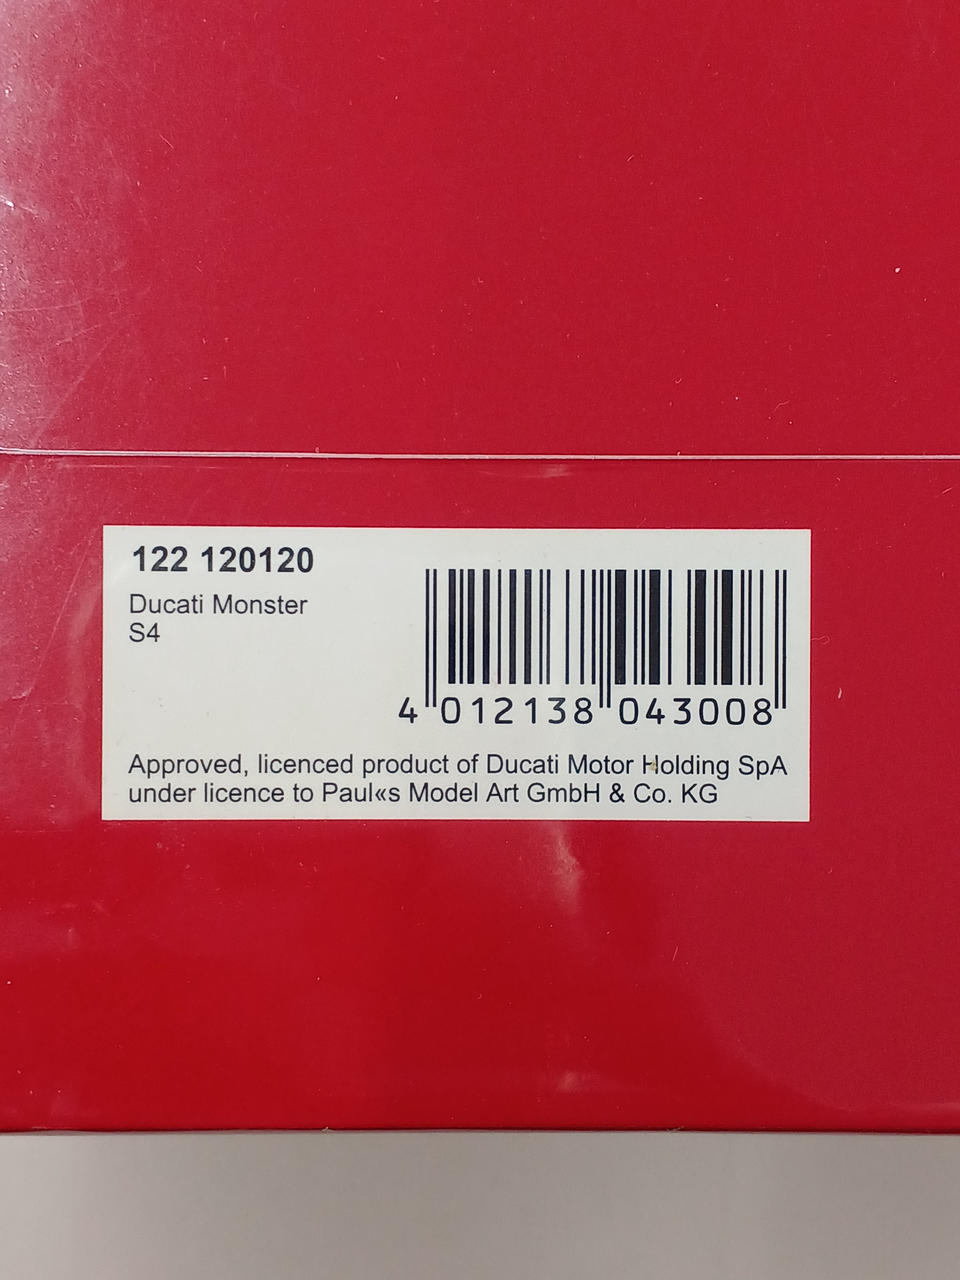 122 120120
Ducati Monster
S4
4 012138 043008
Approved, licenced product of Ducati Motor Holding SpA
under licence to Paul«s Model Art GmbH & Co. KG